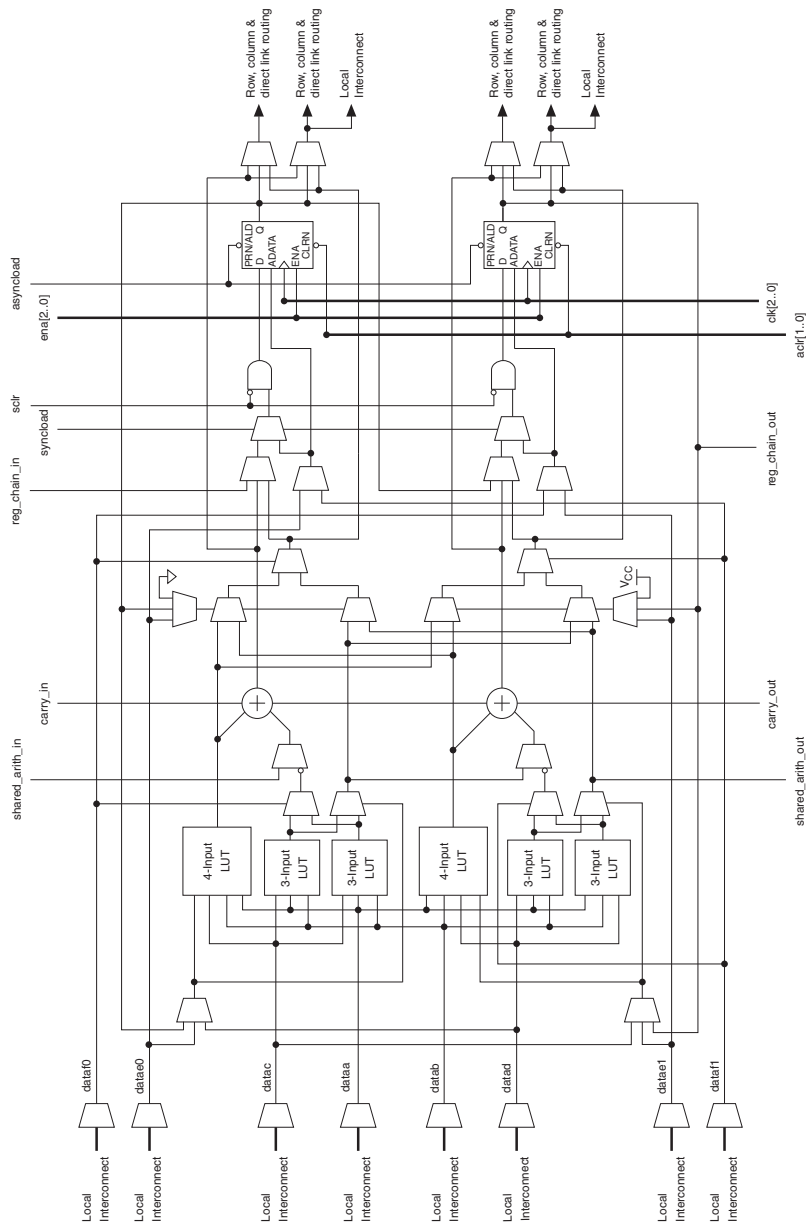 Row, column &
direct link routing
Row, column &
direct link routing
Local
Interconnect
Row, column &
direct link routing
Row, column &
direct link routing
Local
Interconnect
PRN/ALD
D Q
ADATA
ENA
CLRN
PRN/ALD
D Q
ADATA
ENA
CLRN
asyncload
ena[2..0]
sclr
syncload
reg_chain_in
carry_in
shared_arith_in
clk[2..0]
aclr[1..0]
reg_chain_out
carry_out
shared_arith_out
VCC
+
+
4-Input
LUT
3-Input
LUT
3-Input
LUT
4-Input
LUT
3-Input
LUT
3-Input
LUT
dataf0
datae0
datac
dataa
datab
datad
datae1
dataf1
Local
Interconnect
Local
Interconnect
Local
Interconnect
Local
Interconnect
Local
Interconnect
Local
Interconnect
Local
Interconnect
Local
Interconnect